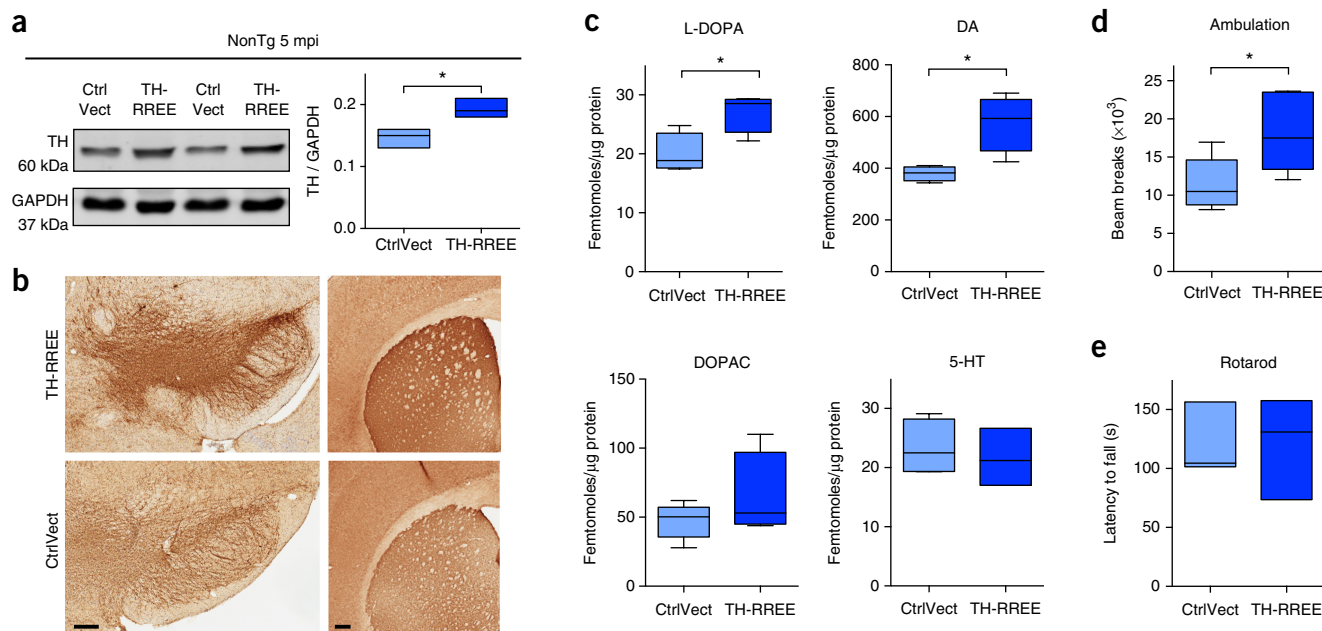 a
NonTg 5 mpi
Ctrl Vect
TH-RREE
Ctrl Vect
TH-RREE
TH
60 kDa
GAPDH
37 kDa
TH / GAPDH
0.2
0.1
0.0
*
CtrlVect
TH-RREE
b
TH-RREE
CtrlVect
c
L-DOPA
Femtomoles/µg protein
30
20
10
0
*
CtrlVect
TH-RREE
DA
Femtomoles/µg protein
800
600
400
200
0
*
CtrlVect
TH-RREE
DOPAC
Femtomoles/µg protein
150
100
50
0
CtrlVect
TH-RREE
5-HT
Femtomoles/µg protein
30
20
10
0
CtrlVect
TH-RREE
d
Ambulation
Beam breaks (×10³)
25
20
15
10
5
0
*
CtrlVect
TH-RREE
e
Rotarod
Latency to fall (s)
150
100
50
0
CtrlVect
TH-RREE